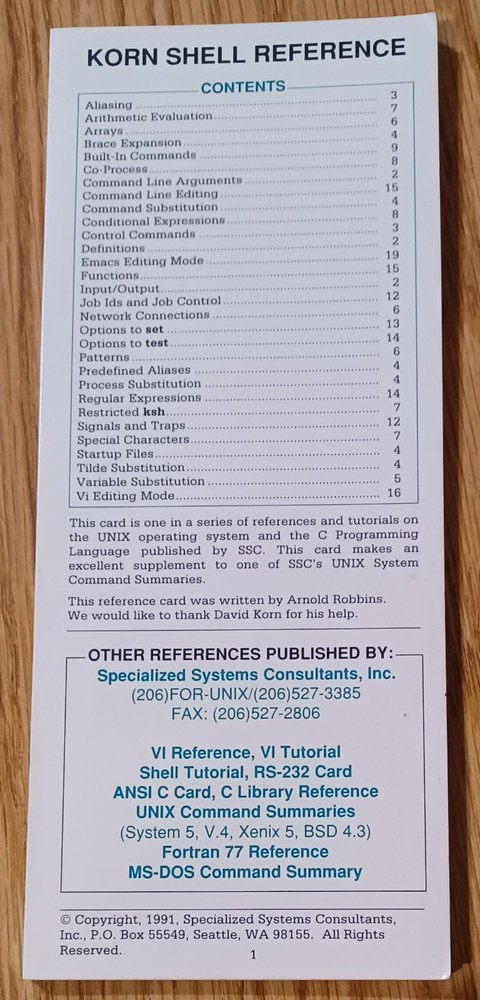 KORN SHELL REFERENCE
CONTENTS
Aliasing ........ 3
Arithmetic Evaluation ........ 7
Arrays ........ 6
Brace Expansion ........ 4
Built-In Commands ........ 9
Co-Process ........ 8
Command Line Arguments ........ 2
Command Line Editing ........ 15
Command Substitution ........ 4
Conditional Expressions ........ 8
Control Commands ........ 3
Definitions ........ 2
Emacs Editing Mode ........ 19
Functions ........ 15
Input/Output ........ 2
Job Ids and Job Control ........ 12
Network Connections ........ 6
Options to set ........ 13
Options to test ........ 14
Patterns ........ 6
Predefined Aliases ........ 4
Process Substitution ........ 4
Regular Expressions ........ 14
Restricted ksh ........ 7
Signals and Traps ........ 12
Special Characters ........ 7
Startup Files ........ 4
Tilde Substitution ........ 4
Variable Substitution ........ 5
Vi Editing Mode ........ 16
This card is one in a series of references and tutorials on
the UNIX operating system and the C Programming
Language published by SSC. This card makes an
excellent supplement to one of SSC's UNIX System
Command Summaries.
This reference card was written by Arnold Robbins.
We would like to thank David Korn for his help.
OTHER REFERENCES PUBLISHED BY:
Specialized Systems Consultants, Inc.
(206)FOR-UNIX/(206)527-3385
FAX: (206)527-2806
VI Reference, VI Tutorial
Shell Tutorial, RS-232 Card
ANSI C Card, C Library Reference
UNIX Command Summaries
(System 5, V.4, Xenix 5, BSD 4.3)
Fortran 77 Reference
MS-DOS Command Summary
© Copyright, 1991, Specialized Systems Consultants,
Inc., P.O. Box 55549, Seattle, WA 98155. All Rights
Reserved.
1